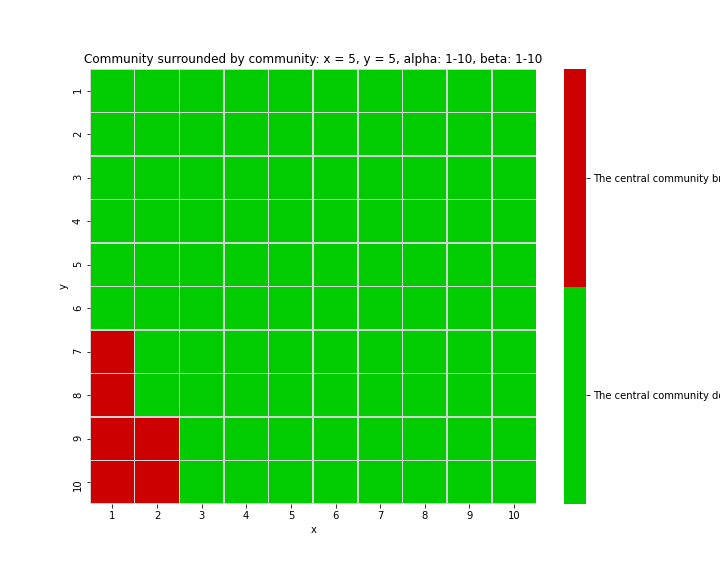 Community surrounded by community: x = 5, y = 5, alpha: 1-10, beta: 1-10
y
1
2
3
4
5
6
7
8
9
10
1 2 3 4 5 6 7 8 9 10
x
The central community
The central community